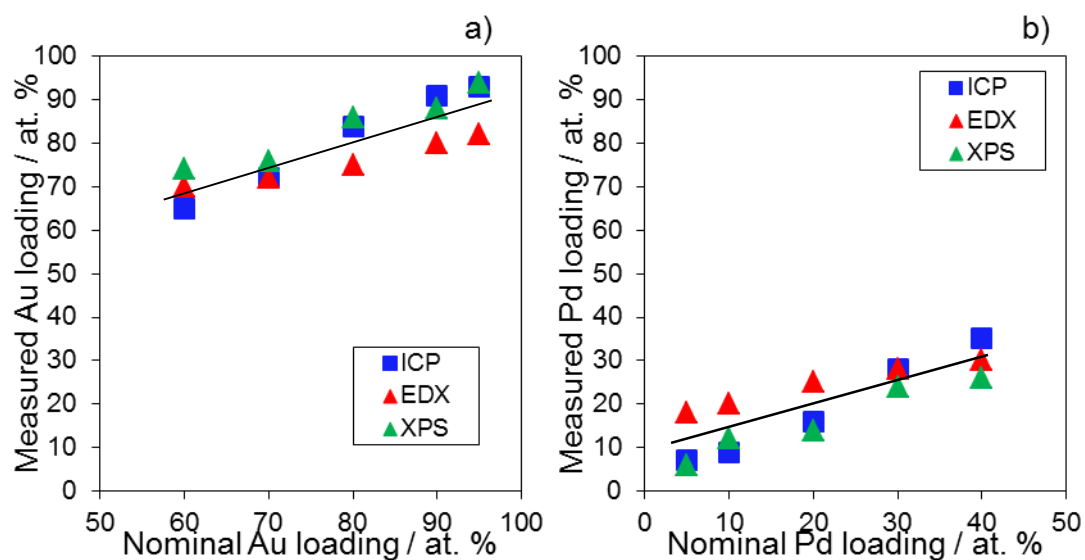 a)
100
90
80
70
60
50
40
30
20
10
0
Measured Au loading / at. %
ICP
EDX
XPS
50 60 70 80 90 100
Nominal Au loading / at. %
b)
100
90
80
70
60
50
40
30
20
10
0
Measured Pd loading / at. %
ICP
EDX
XPS
0 10 20 30 40 50
Nominal Pd loading / at. %